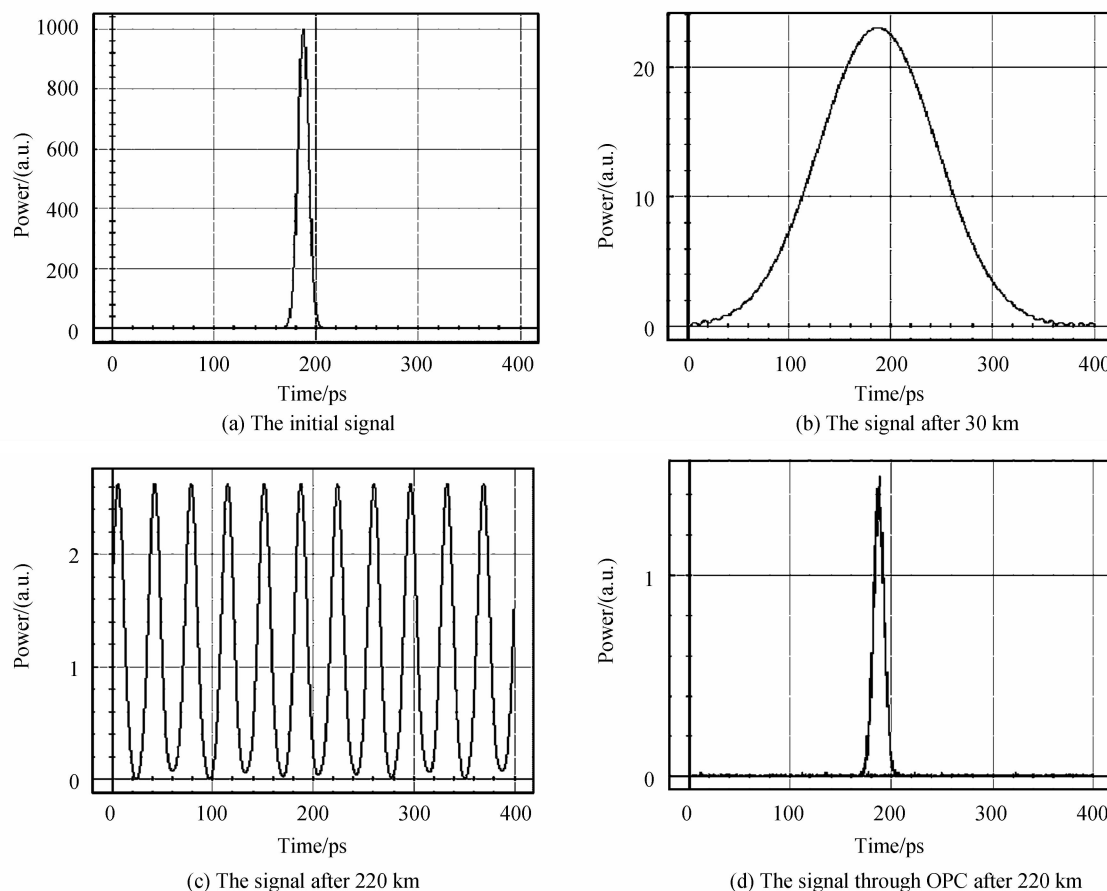 1000
800
600
400
200
0
Power/(a.u.)
0 100 200 300 400
Time/ps
(a) The initial signal
20
10
0
Power/(a.u.)
0 100 200 300 400
Time/ps
(b) The signal after 30 km
2
1
0
Power/(a.u.)
0 100 200 300 400
Time/ps
(c) The signal after 220 km
1
0
Power/(a.u.)
0 100 200 300 400
Time/ps
(d) The signal through OPC after 220 km